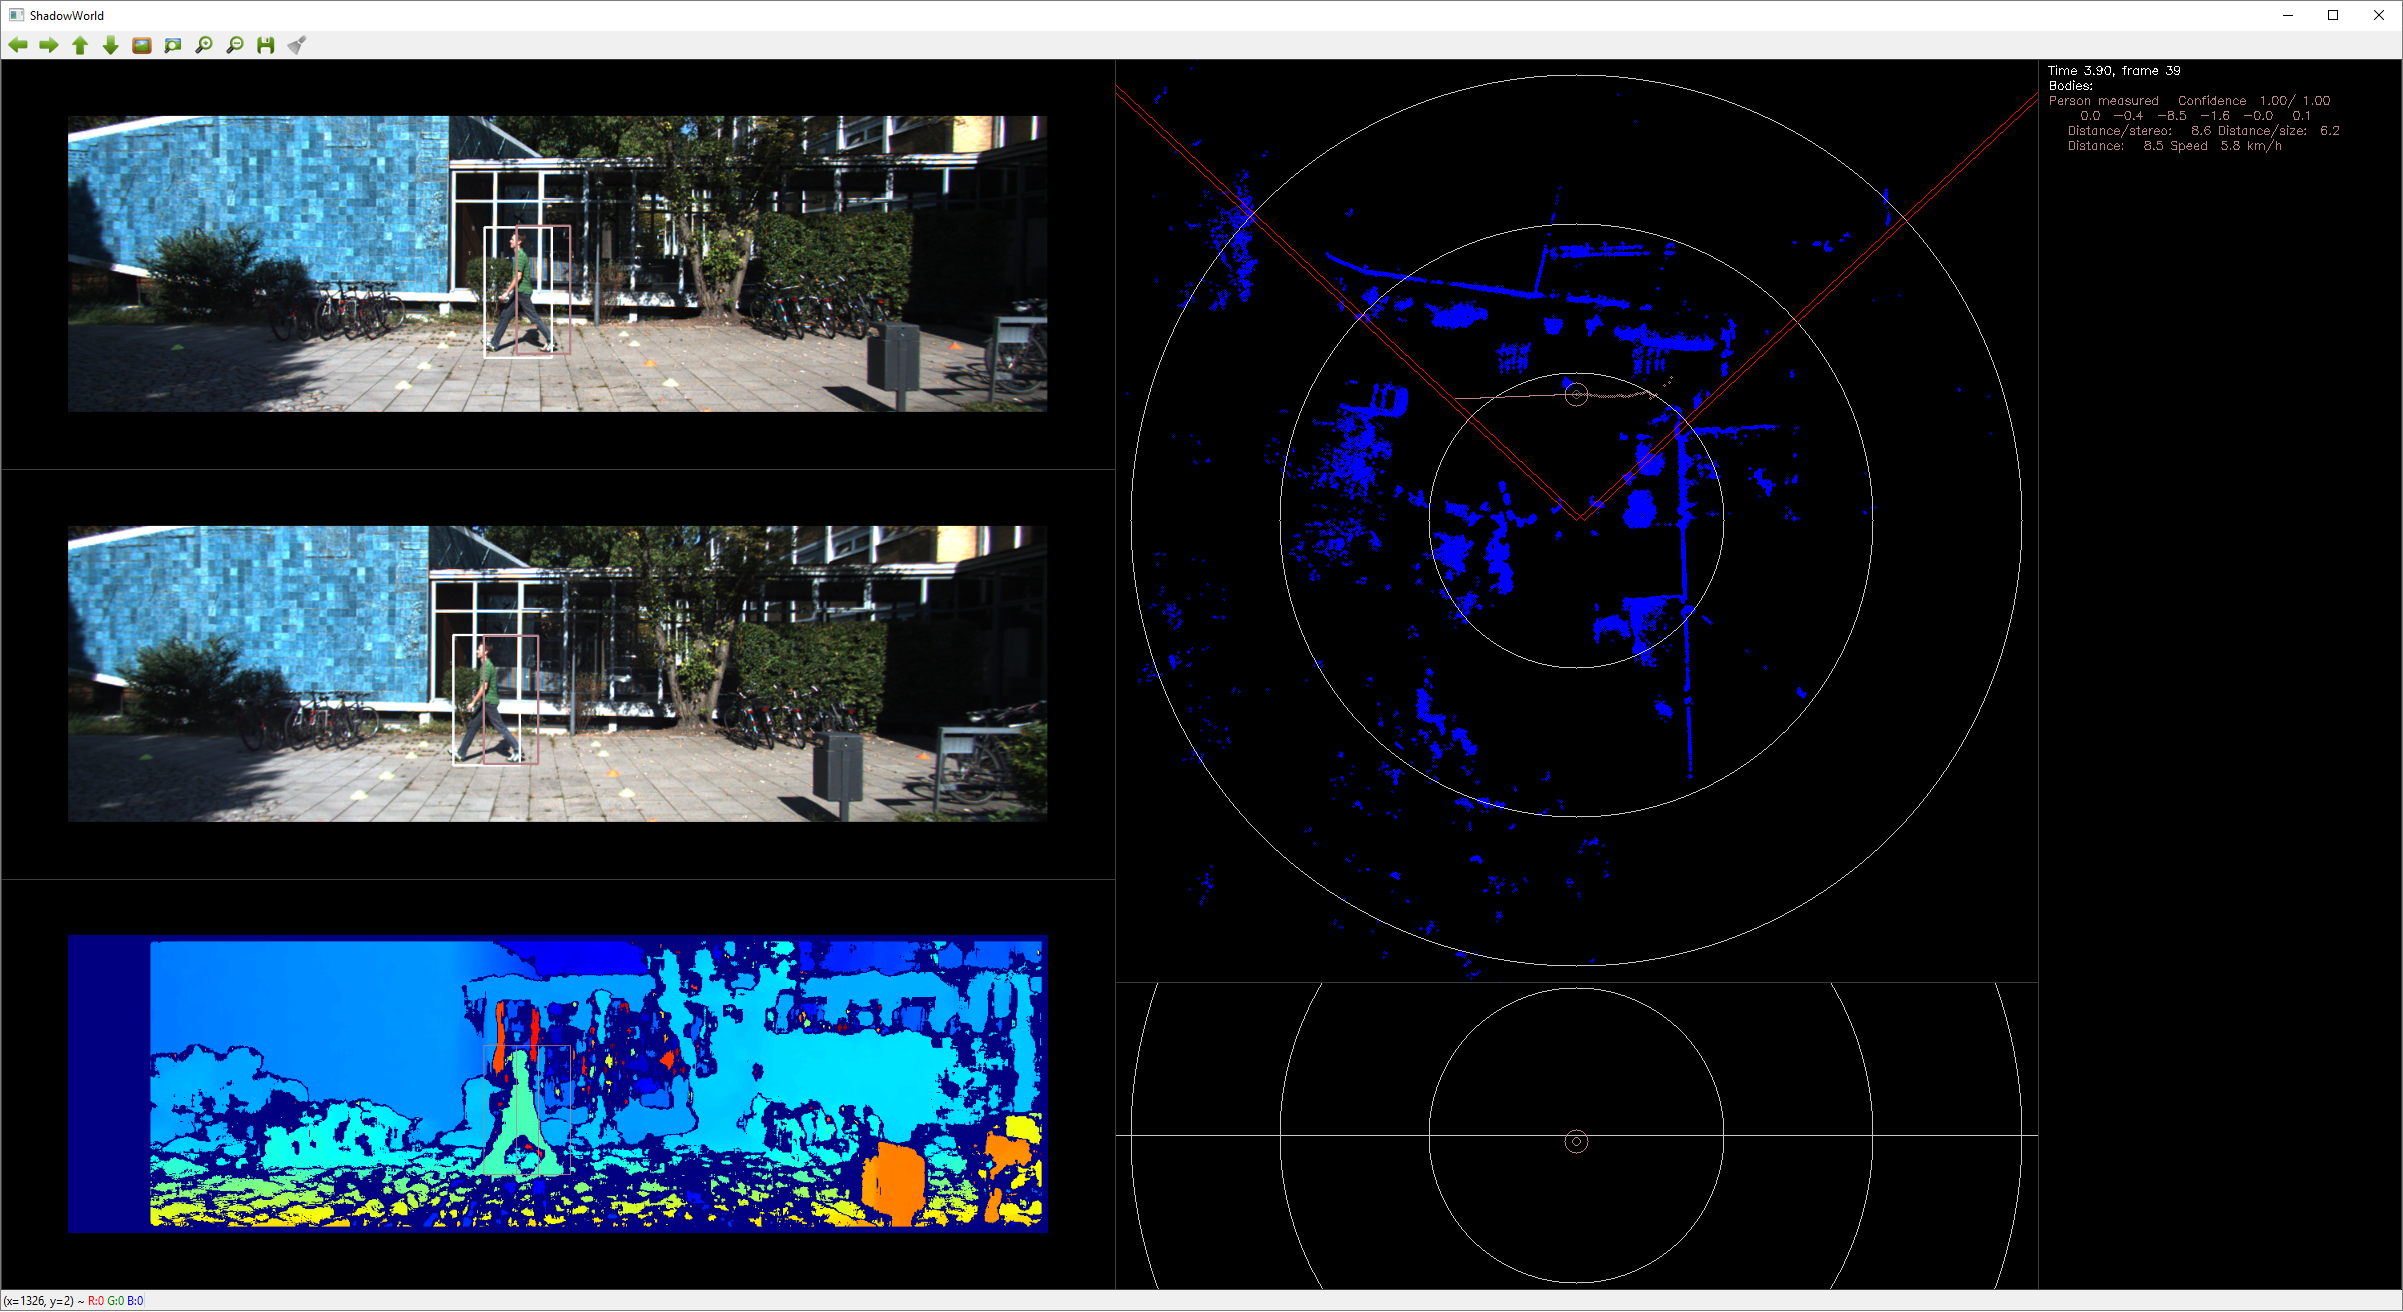 ShadowWorld
Time 3.90, frame 39
Bodies:
Person measured Confidence 1.00/ 1.00
0.0 -0.4 -8.5 -1.6 -0.0 0.1
Distance/stereo: 8.6 Distance/size: 6.2
Distance: 8.5 Speed 5.8 km/h
(x=1326, y=2) ~ R:0 G:0 B:0